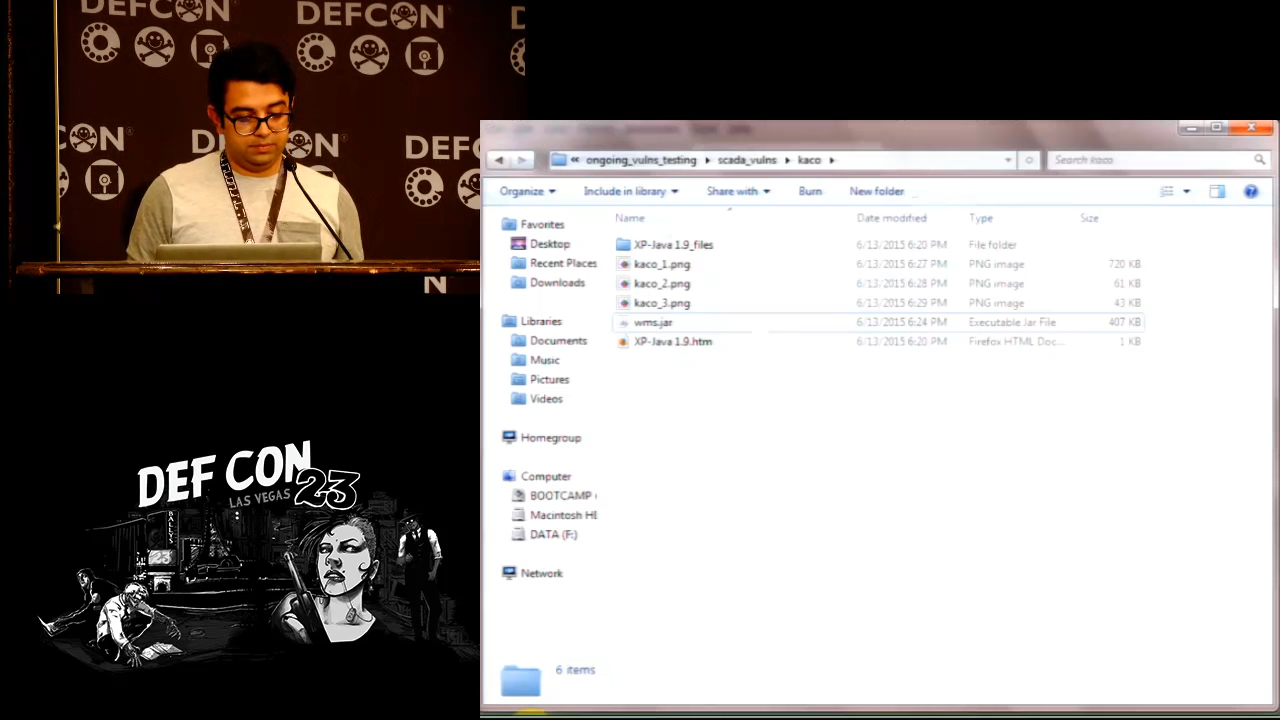 DEFCON DEFCON
DEFCON
DEFC
DEF CON
LAS VEGAS 23
BALLYS
« ongoing_vulns_testing ▸ scada_vulns ▸ kaco ▸ Search kaco
Organize Include in library Share with Burn New folder
Name Date modified Type Size
Favorites
Desktop
Recent Places
Downloads
Libraries
Documents
Music
Pictures
Videos
Homegroup
Computer
BOOTCAMP (
Macintosh HI
DATA (F:)
Network
XP-Java 1.9_files 6/13/2015 6:20 PM File folder
kaco_1.png 6/13/2015 6:27 PM PNG image 720 KB
kaco_2.png 6/13/2015 6:28 PM PNG image 61 KB
kaco_3.png 6/13/2015 6:29 PM PNG image 43 KB
wms.jar 6/13/2015 6:24 PM Executable Jar File 407 KB
XP-Java 1.9.htm 6/13/2015 6:20 PM Firefox HTML Doc... 1 KB
6 items